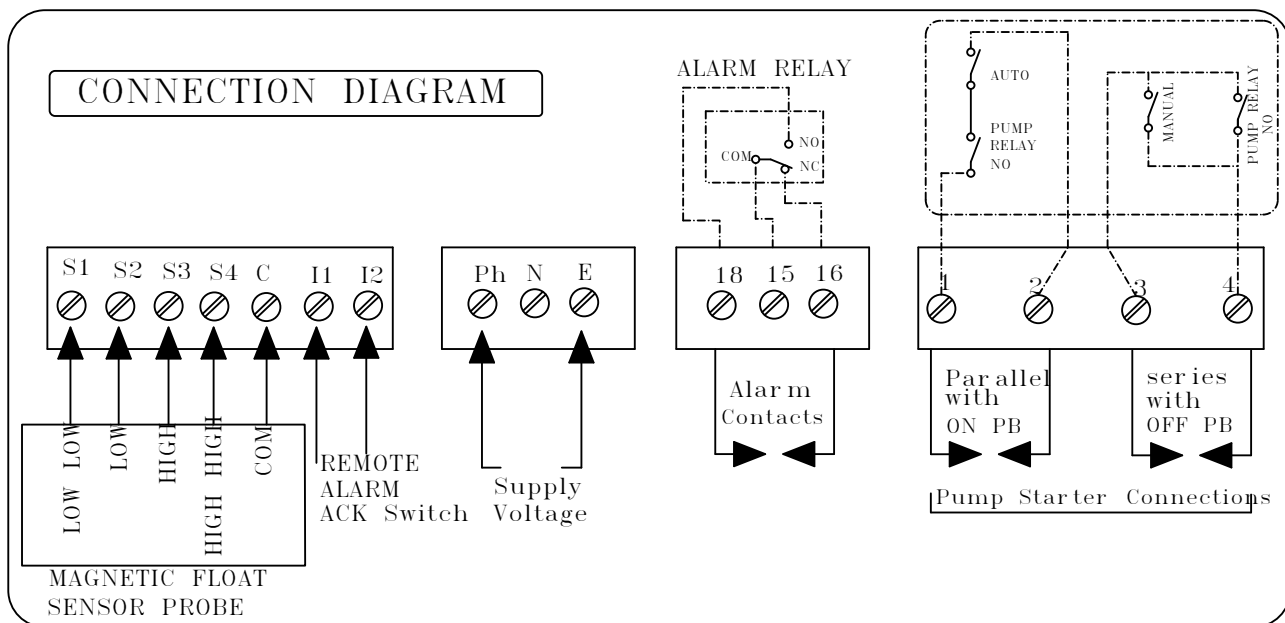 CONNECTION DIAGRAM
ALARM RELAY
NO
COM
NC
AUTO
PUMP
RELAY
NO
MANUAL
PUMP RELAY
NO
S1 S2 S3 S4 C I1 I2
Ph N E
18 15 16
1 2 3 4
LOW LOW
LOW
HIGH
HIGH HIGH
COM
REMOTE
ALARM
ACK Switch
Supply
Voltage
Alarm
Contacts
Parallel
with
ON PB
series
with
OFF PB
Pump Starter Connections
MAGNETIC FLOAT
SENSOR PROBE